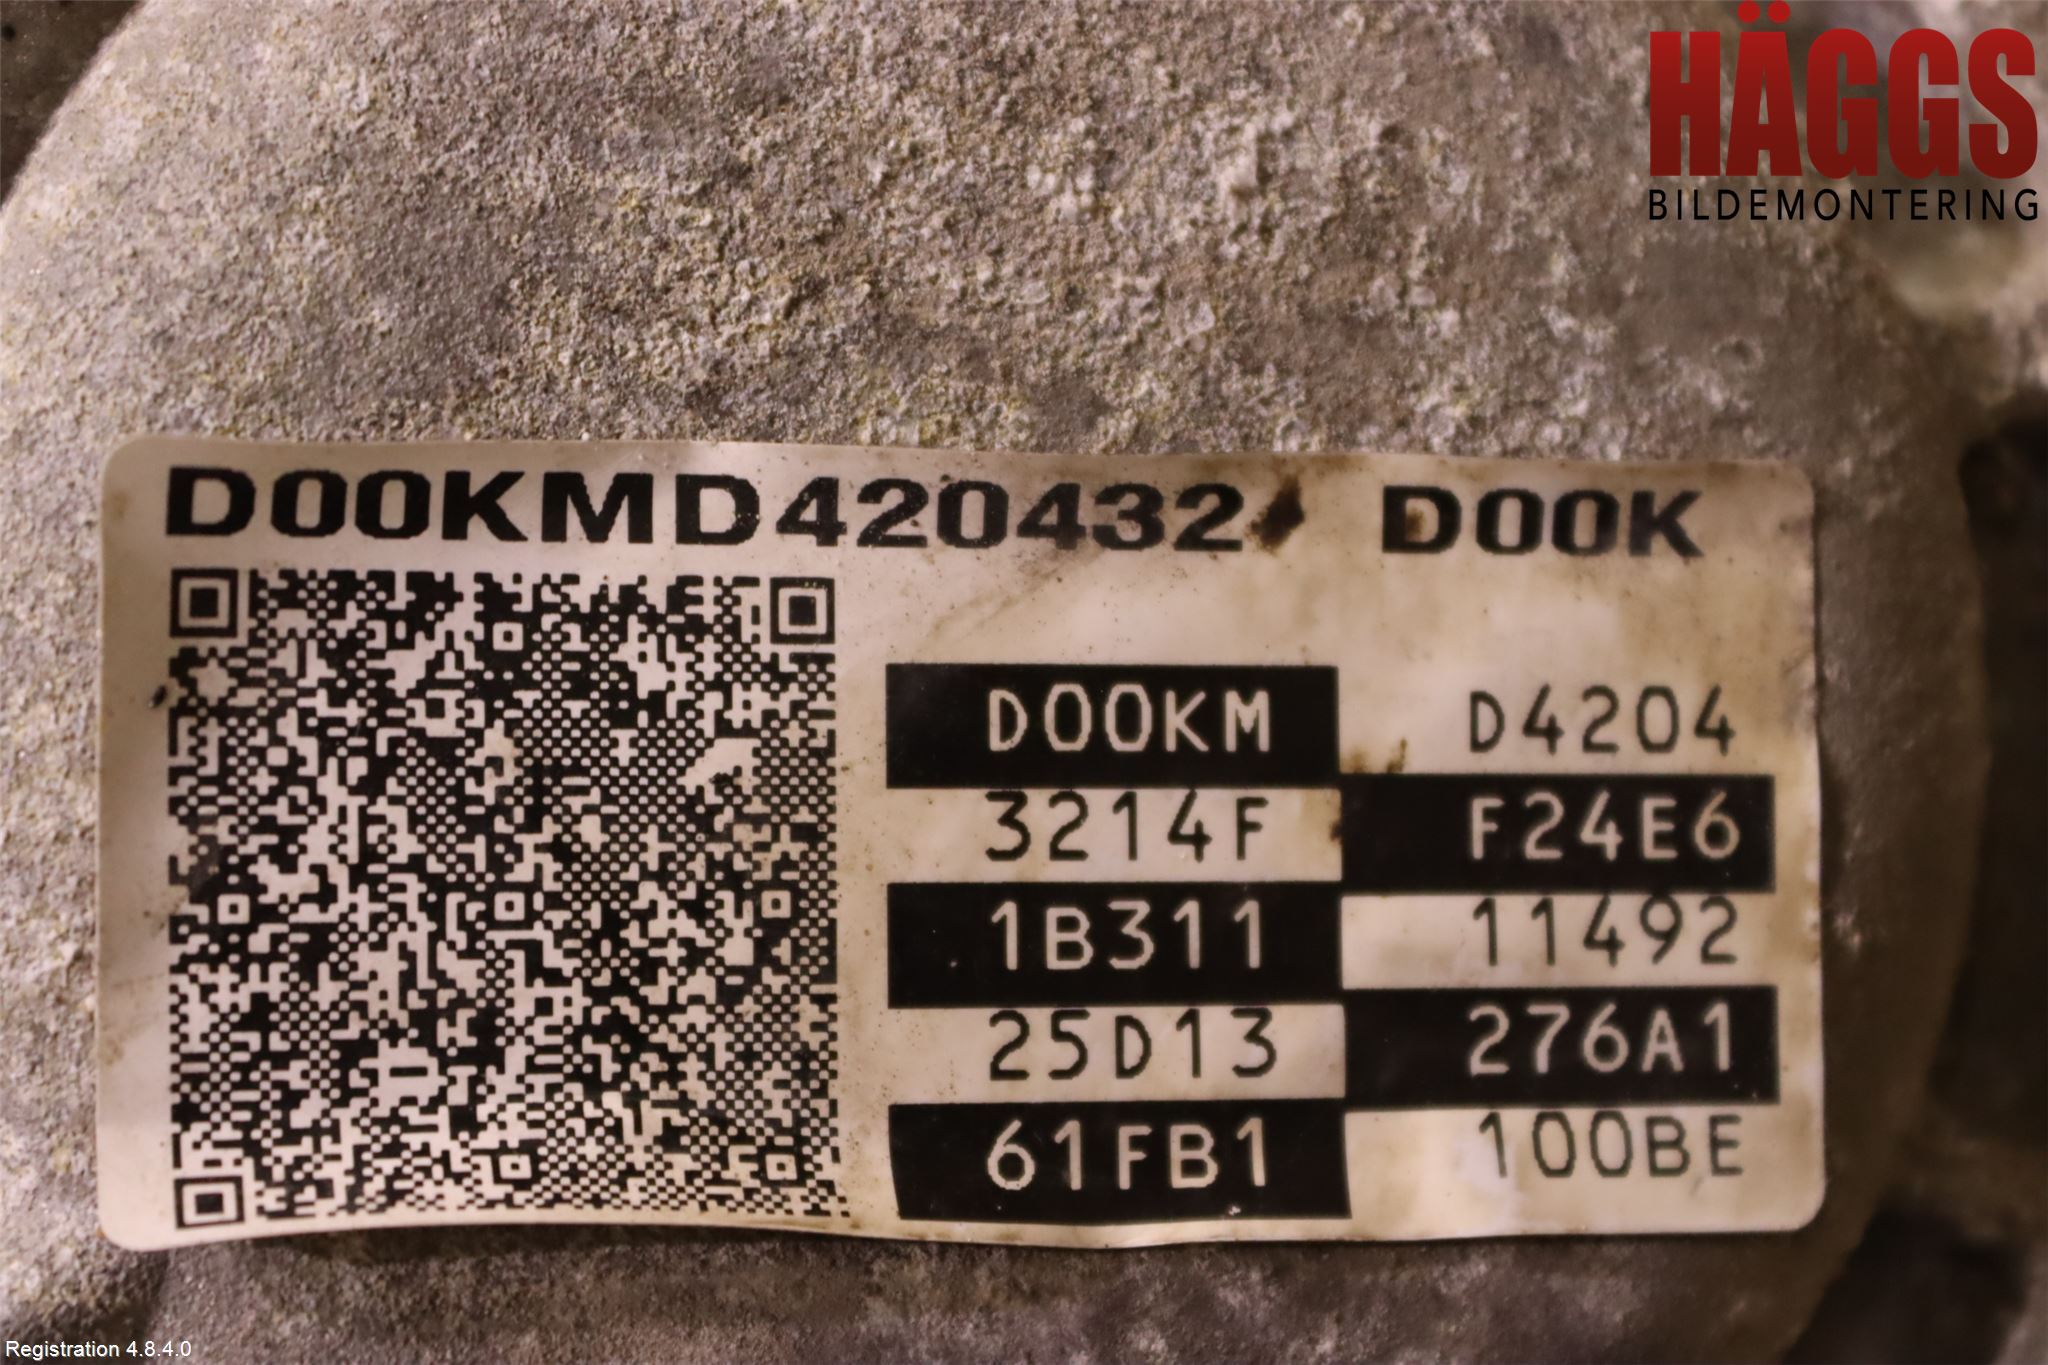 HÄGGS
BILDEMONTERING
D00KMD420432 D00K
D00KM D4204
3214F F24E6
1B311 11492
25D13 276A1
61FB1 100BE
Registration 4.8.4.0